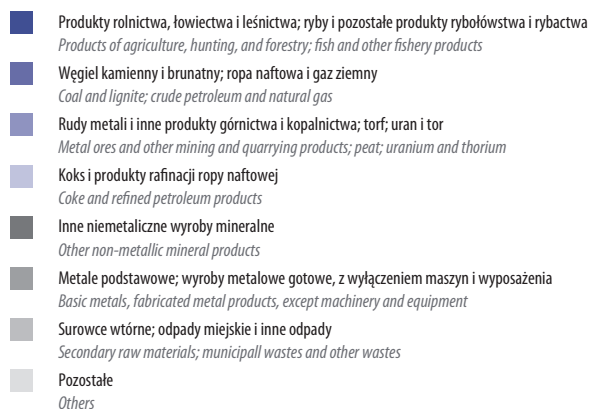 Produkty rolnictwa, łowiectwa i leśnictwa; ryby i pozostałe produkty rybołówstwa i rybactwa
Products of agriculture, hunting, and forestry; fish and other fishery products
Węgiel kamienny i brunatny; ropa naftowa i gaz ziemny
Coal and lignite; crude petroleum and natural gas
Rudy metali i inne produkty górnictwa i kopalnictwa; torf; uran i tor
Metal ores and other mining and quarrying products; peat; uranium and thorium
Koks i produkty rafinacji ropy naftowej
Coke and refined petroleum products
Inne niemetaliczne wyroby mineralne
Other non-metallic mineral products
Metale podstawowe; wyroby metalowe gotowe, z wyłączeniem maszyn i wyposażenia
Basic metals, fabricated metal products, except machinery and equipment
Surowce wtórne; odpady miejskie i inne odpady
Secondary raw materials; municipall wastes and other wastes
Pozostałe
Others